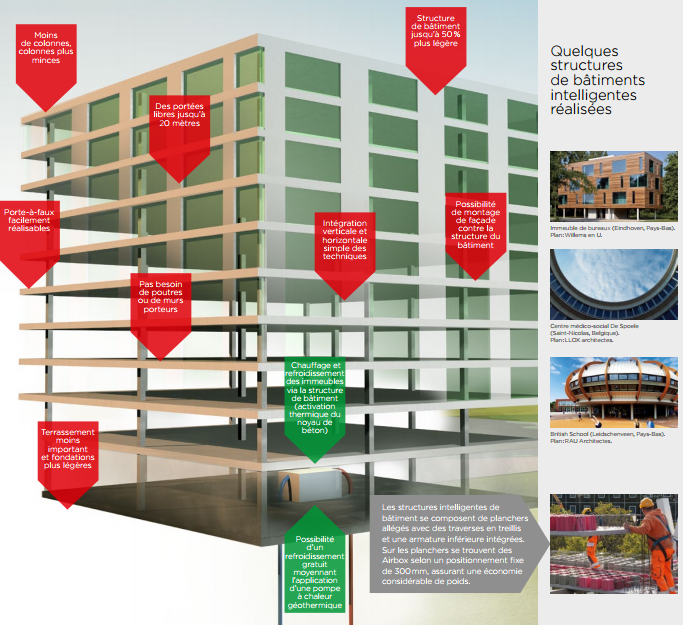 Moins
de colonnes,
colonnes plus
minces
Structure
de bâtiment
jusqu'à 50 %
plus légère
Des portées
libres jusqu'à
20 mètres
Porte-à-faux
facilement
réalisables
Intégration
verticale et
horizontale
simple des
techniques
Possibilité
de montage
de façade
contre la
structure du
bâtiment
Pas besoin
de poutres
ou de murs
porteurs
Chauffage et
refroidissement
des immeubles
via la structure
de bâtiment
(activation
thermique du
noyau de
béton)
Terrassement
moins
important
et fondations
plus légères
Possibilité
d'un
refroidissement
gratuit
moyennant
l'application
d'une pompe
à chaleur
géothermique
Les structures intelligentes de
bâtiment se composent de planchers
allégés avec des traverses en treillis
et une armature inférieure intégrées.
Sur les planchers se trouvent des
Airbox selon un positionnement fixe
de 300 mm, assurant une économie
considérable de poids.
Quelques
structures
de bâtiments
intelligentes
réalisées
Immeuble de bureaux (Eindhoven, Pays-Bas).
Plan: Willems en U.
Centre médico-social De Spoele
(Saint-Nicolas, Belgique).
Plan: LLOX architectes.
British School (Leidschenveen, Pays-Bas).
Plan: RAU Architectes.